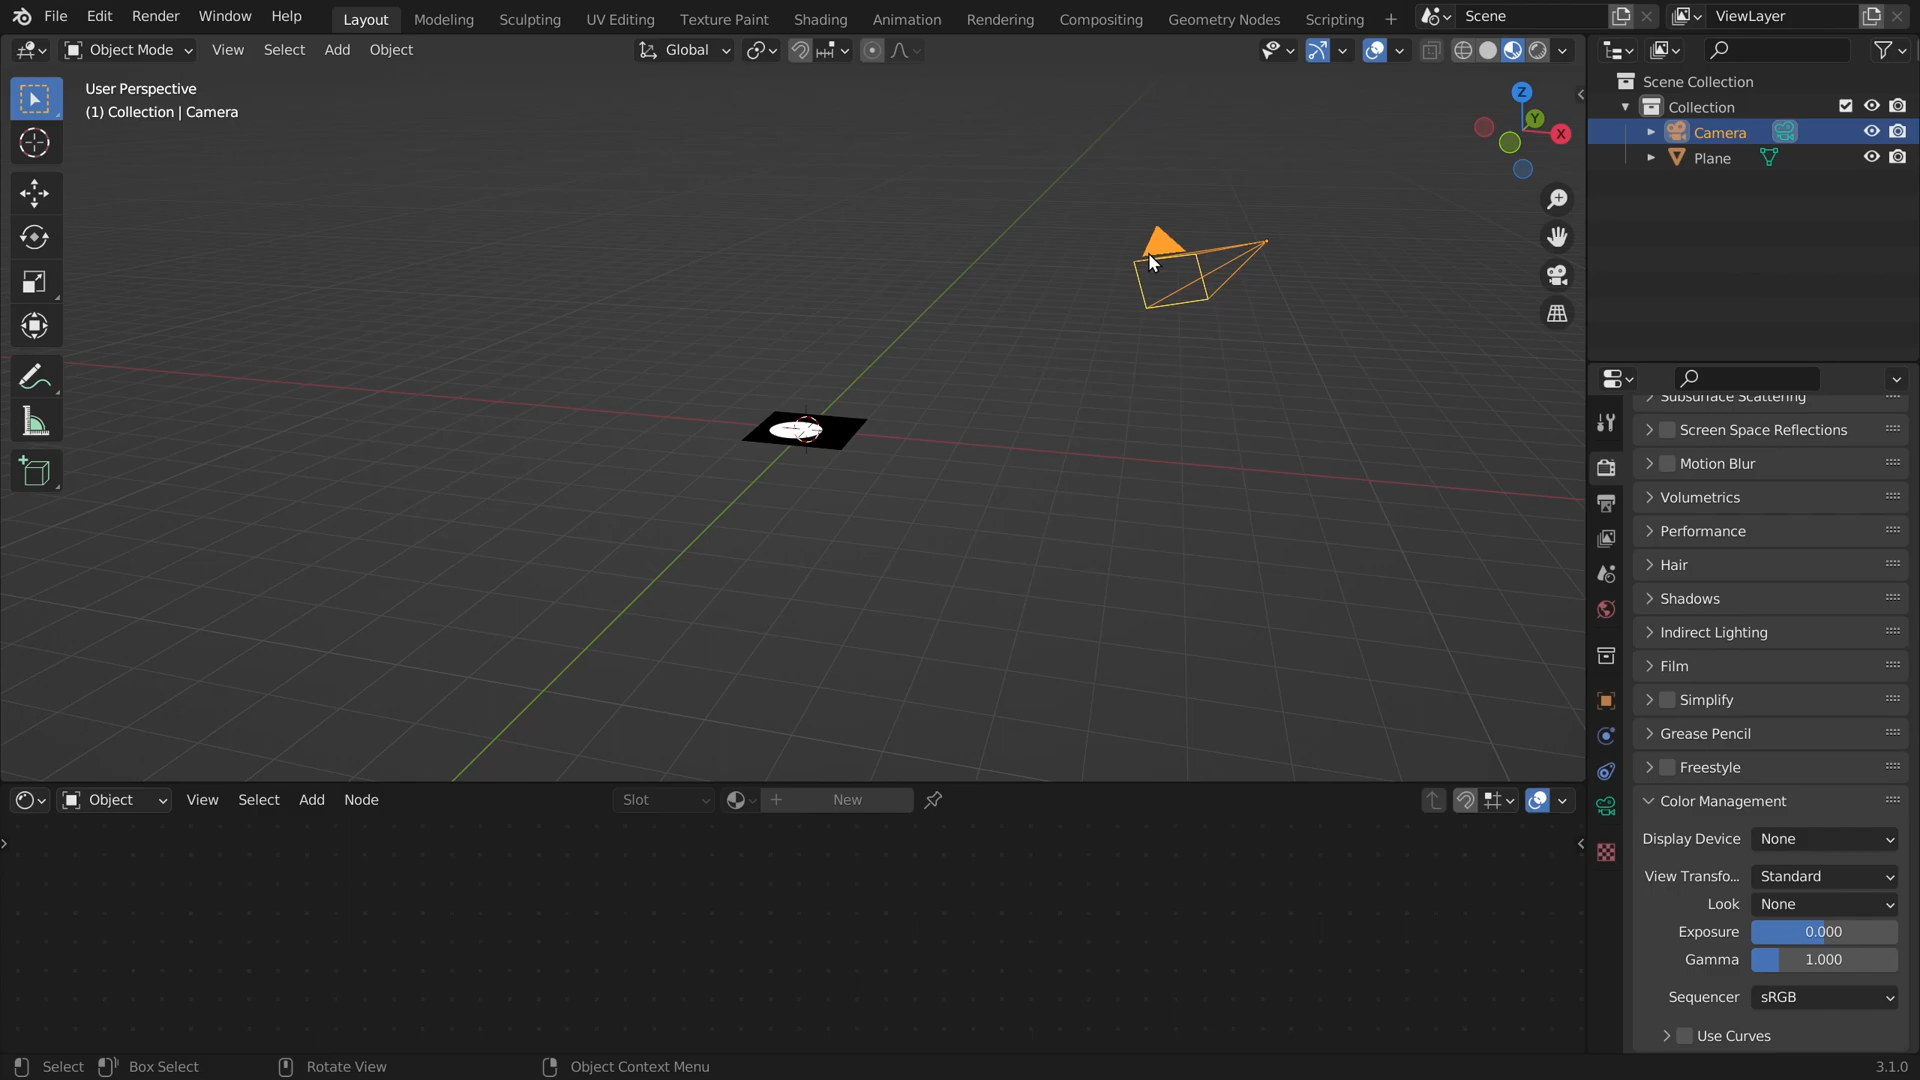 File Edit Render Window Help Layout Modeling Sculpting UV Editing Texture Paint Shading Animation Rendering Compositing Geometry Nodes Scripting + Scene ViewLayer
Object Mode View Select Add Object Global
User Perspective
(1) Collection | Camera
Z
Y
X
Scene Collection
Collection
Camera
Plane
Subsurface Scattering
Screen Space Reflections
Motion Blur
Volumetrics
Performance
Hair
Shadows
Indirect Lighting
Film
Simplify
Grease Pencil
Freestyle
Color Management
Display Device None
View Transfo... Standard
Look None
Exposure 0.000
Gamma 1.000
Sequencer sRGB
Use Curves
Object View Select Add Node Slot + New
Select Box Select Rotate View Object Context Menu 3.1.0